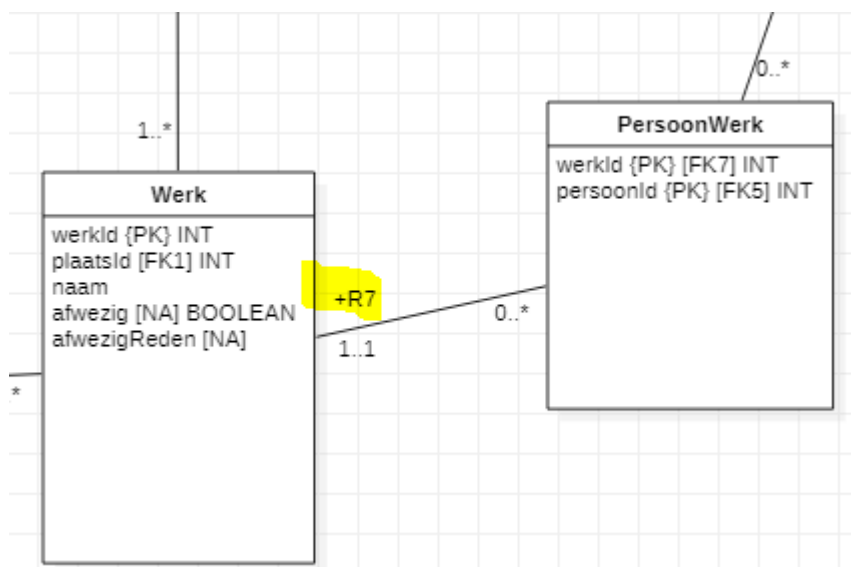 0..*
1..*
PersoonWerk
werkId {PK} [FK7] INT
persoonId {PK} [FK5] INT
Werk
werkId {PK} INT
plaatsId [FK1] INT
naam
afwezig [NA] BOOLEAN
afwezigReden [NA]
+R7
0..*
1..1
.*